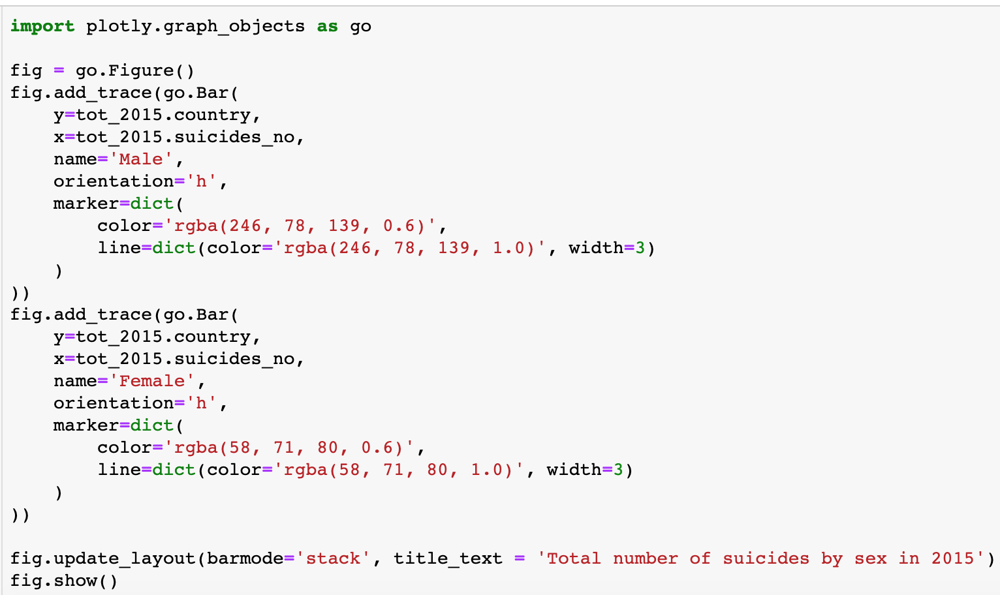 import plotly.graph_objects as go

fig = go.Figure()
fig.add_trace(go.Bar(
    y=tot_2015.country,
    x=tot_2015.suicides_no,
    name='Male',
    orientation='h',
    marker=dict(
        color='rgba(246, 78, 139, 0.6)',
        line=dict(color='rgba(246, 78, 139, 1.0)', width=3)
    )
))
fig.add_trace(go.Bar(
    y=tot_2015.country,
    x=tot_2015.suicides_no,
    name='Female',
    orientation='h',
    marker=dict(
        color='rgba(58, 71, 80, 0.6)',
        line=dict(color='rgba(58, 71, 80, 1.0)', width=3)
    )
))

fig.update_layout(barmode='stack', title_text = 'Total number of suicides by sex in 2015')
fig.show()